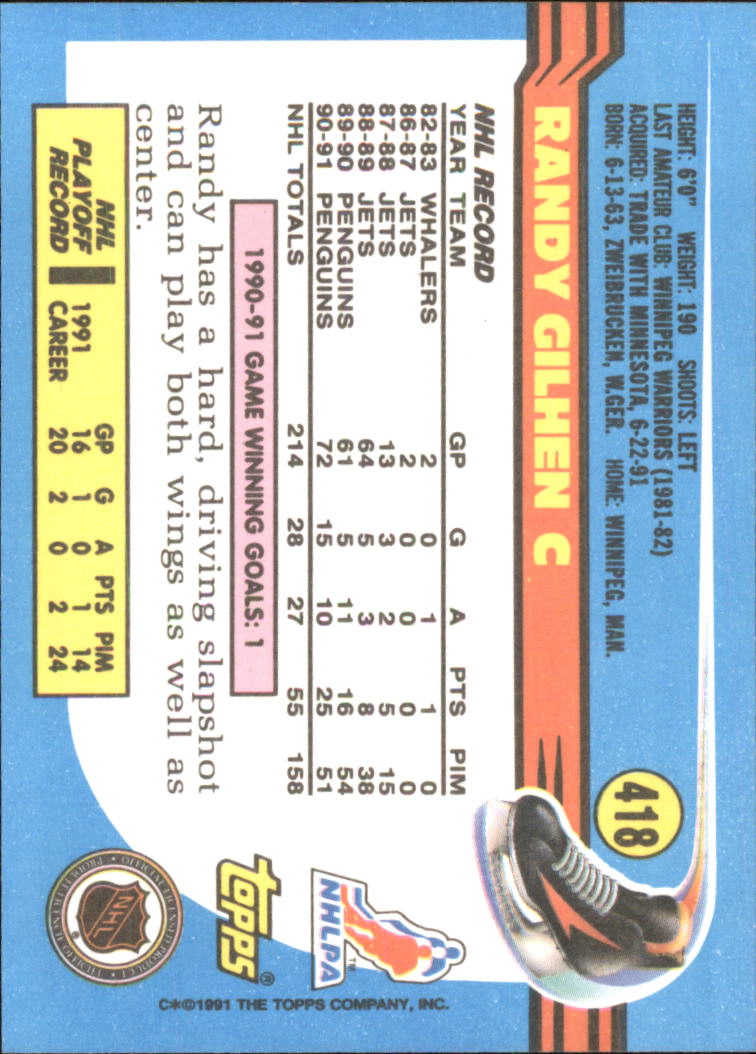 418
HEIGHT: 6'0" WEIGHT: 190 SHOOTS: LEFT
LAST AMATEUR CLUB: WINNIPEG WARRIORS (1981-82)
ACQUIRED: TRADE WITH MINNESOTA, 6-22-91
BORN: 6-13-63, ZWEIBRUCKEN, W.GER. HOME: WINNIPEG, MAN.
RANDY GILHEN C
NHL RECORD
YEAR TEAM GP G A PTS PIM
82-83 WHALERS 2 0 1 1 0
86-87 JETS 2 0 0 0 0
87-88 JETS 13 3 2 5 15
88-89 JETS 64 5 3 8 38
89-90 PENGUINS 61 5 11 16 54
90-91 PENGUINS 72 15 10 25 51
NHL TOTALS 214 28 27 55 158
1990-91 GAME WINNING GOALS: 1
Randy has a hard, driving slapshot
and can play both wings as well as
center.
NHL PLAYOFF RECORD
GP G A PTS PIM
1991 16 1 0 1 14
CAREER 20 2 0 2 24
NHLPA™
TOPPS®
NHL®
OFFICIAL LICENSED PRODUCT •
C*©1991 THE TOPPS COMPANY, INC.